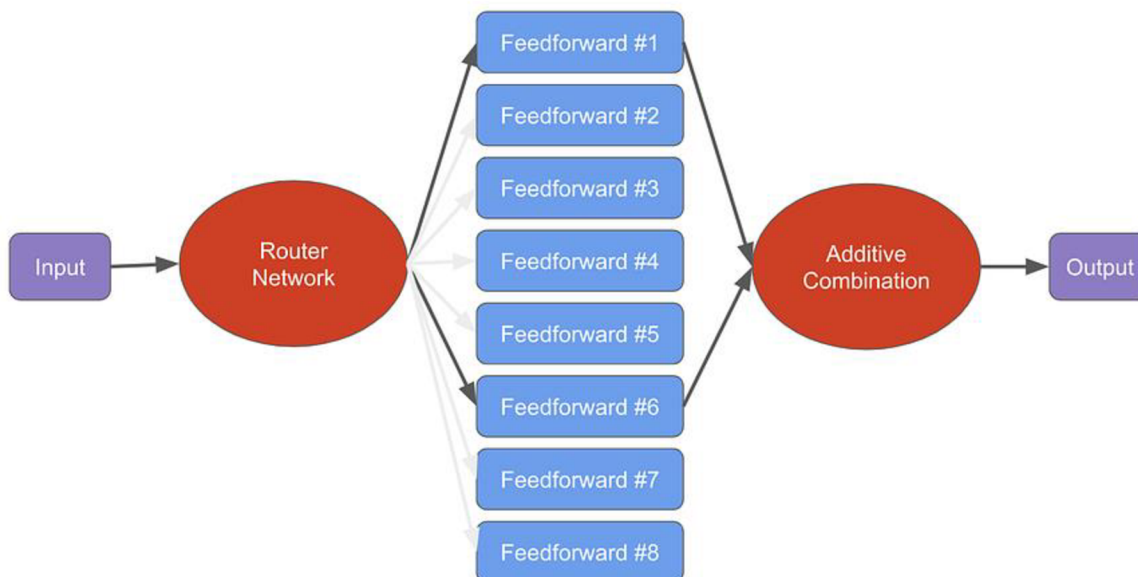 Input
Router
Network
Feedforward #1
Feedforward #2
Feedforward #3
Feedforward #4
Feedforward #5
Feedforward #6
Feedforward #7
Feedforward #8
Additive
Combination
Output